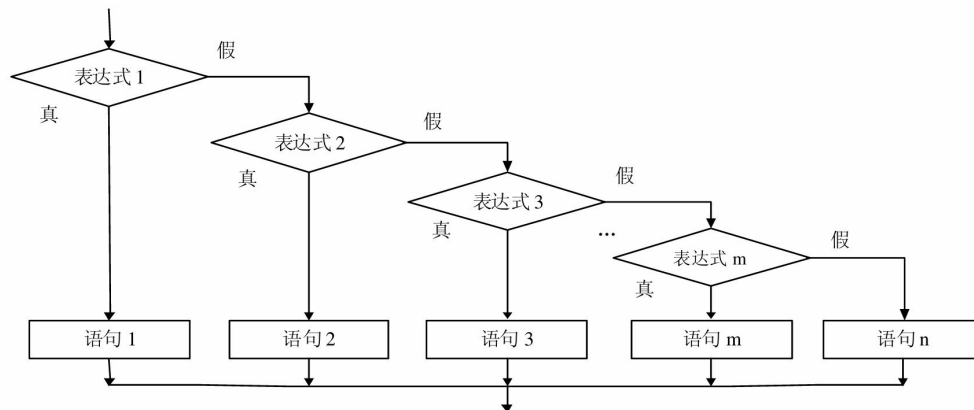 假
表达式 1
真
假
表达式 2
真
假
表达式 3
真
...
假
表达式 m
真
语句 1
语句 2
语句 3
语句 m
语句 n